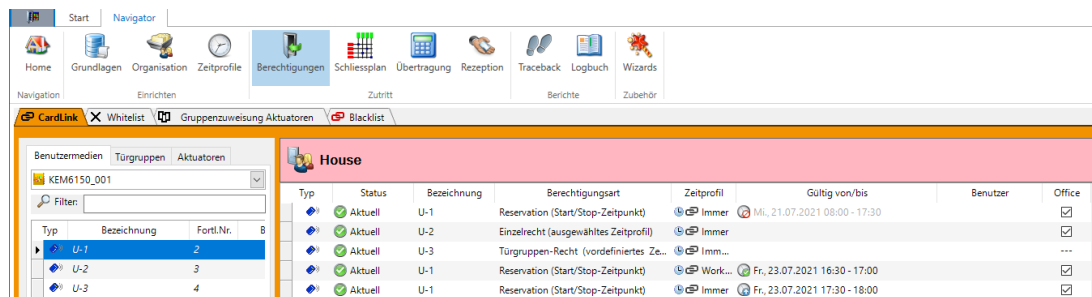 Start Navigator
Home Grundlagen Organisation Zeitprofile Berechtigungen Schliessplan Übertragung Rezeption Traceback Logbuch Wizards
Navigation Einrichten Zutritt Berichte Zubehör
CardLink Whitelist Gruppenzuweisung Aktuatoren Blacklist
Benutzermedien Türgruppen Aktuatoren
KEM6150_001
Filter:
Typ Bezeichnung Fortl.Nr. B
U-1 2
U-2 3
U-3 4
House
Typ Status Bezeichnung Berechtigungsart Zeitprofil Gültig von/bis Benutzer Office
Aktuell U-1 Reservation (Start/Stop-Zeitpunkt) Immer Mi., 21.07.2021 08:00 - 17:30
Aktuell U-2 Einzelrecht (ausgewähltes Zeitprofil) Immer
Aktuell U-3 Türgruppen-Recht (vordefiniertes Ze... Imm... ---
Aktuell U-1 Reservation (Start/Stop-Zeitpunkt) Work... Fr., 23.07.2021 16:30 - 17:00
Aktuell U-1 Reservation (Start/Stop-Zeitpunkt) Immer Fr., 23.07.2021 17:30 - 18:00